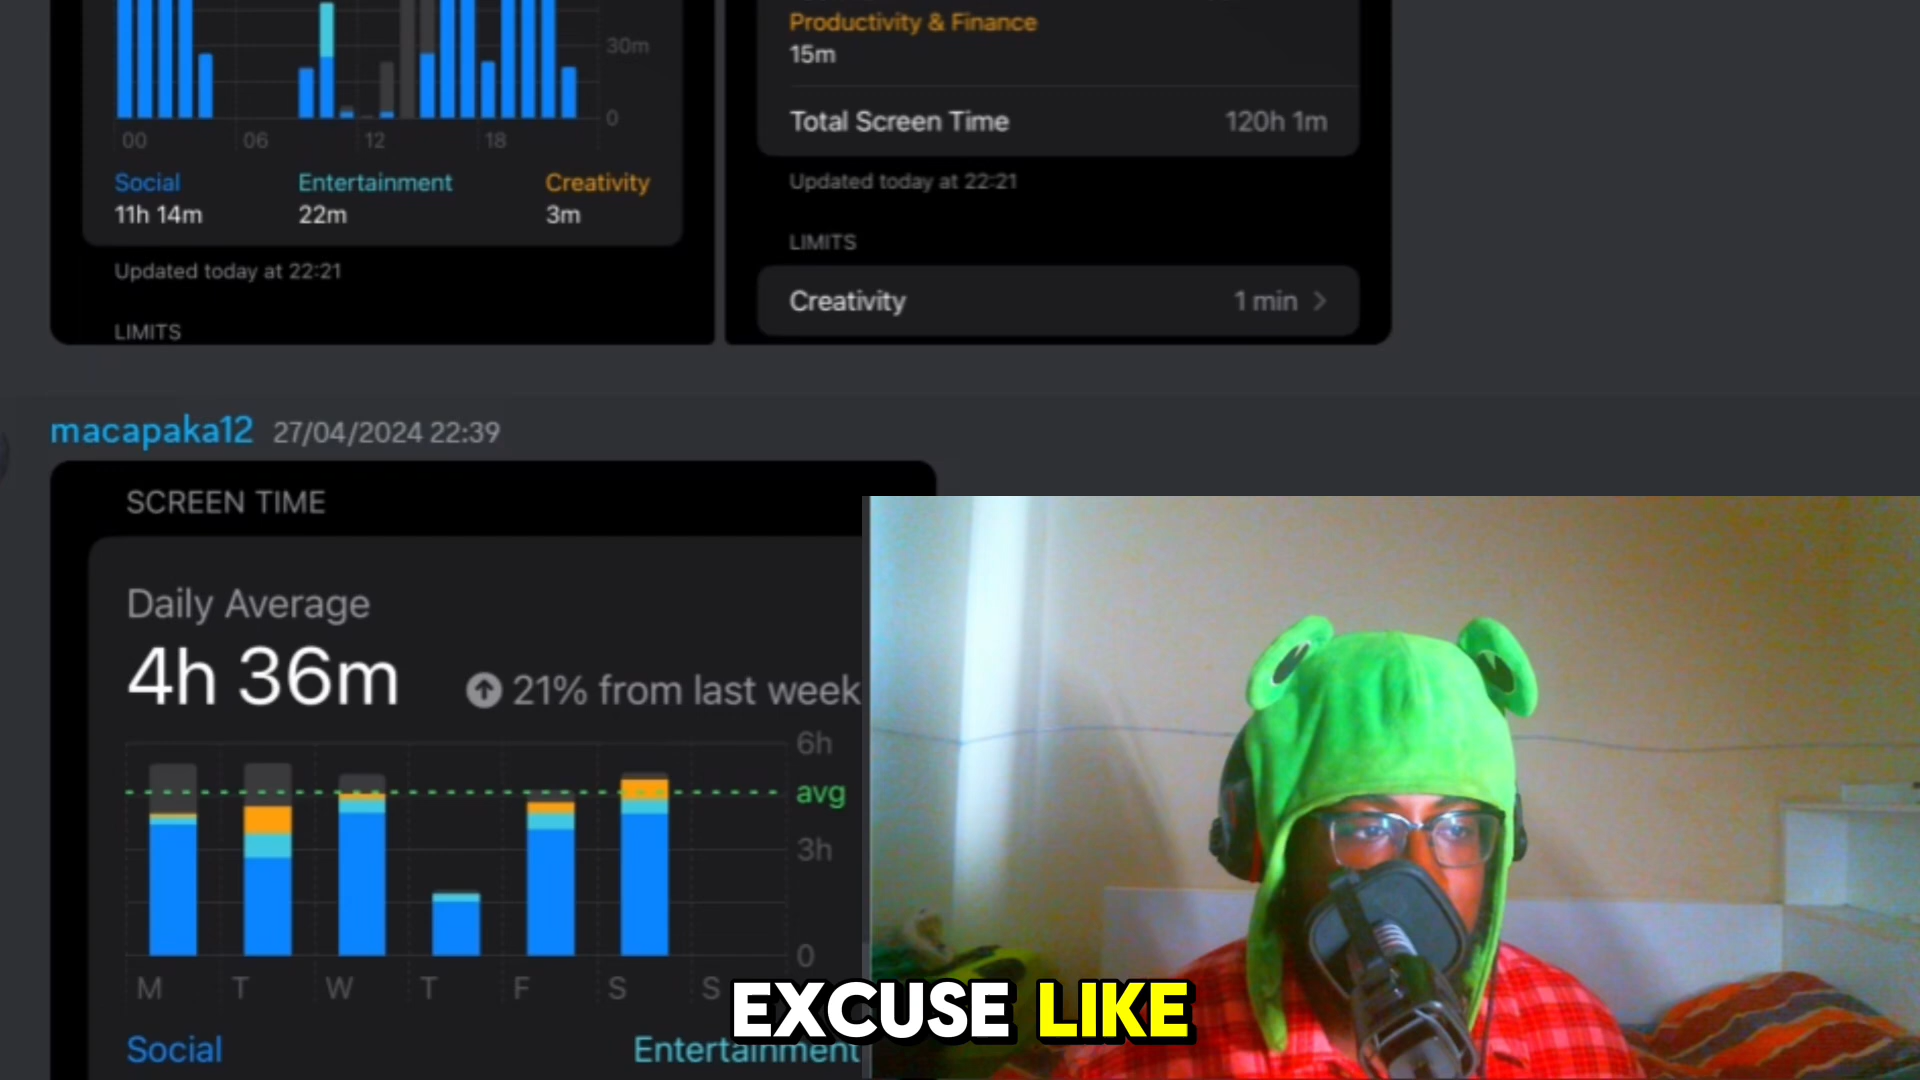 30m
0
00 06 12 18
Social Entertainment Creativity
11h 14m 22m 3m
Updated today at 22:21
LIMITS
Productivity & Finance
15m
Total Screen Time 120h 1m
Updated today at 22:21
LIMITS
Creativity 1 min
macapaka12 27/04/2024 22:39
SCREEN TIME
Daily Average
4h 36m 21% from last week
6h
avg
3h
0
M T W T F S S
Social Entertainment
EXCUSE LIKE